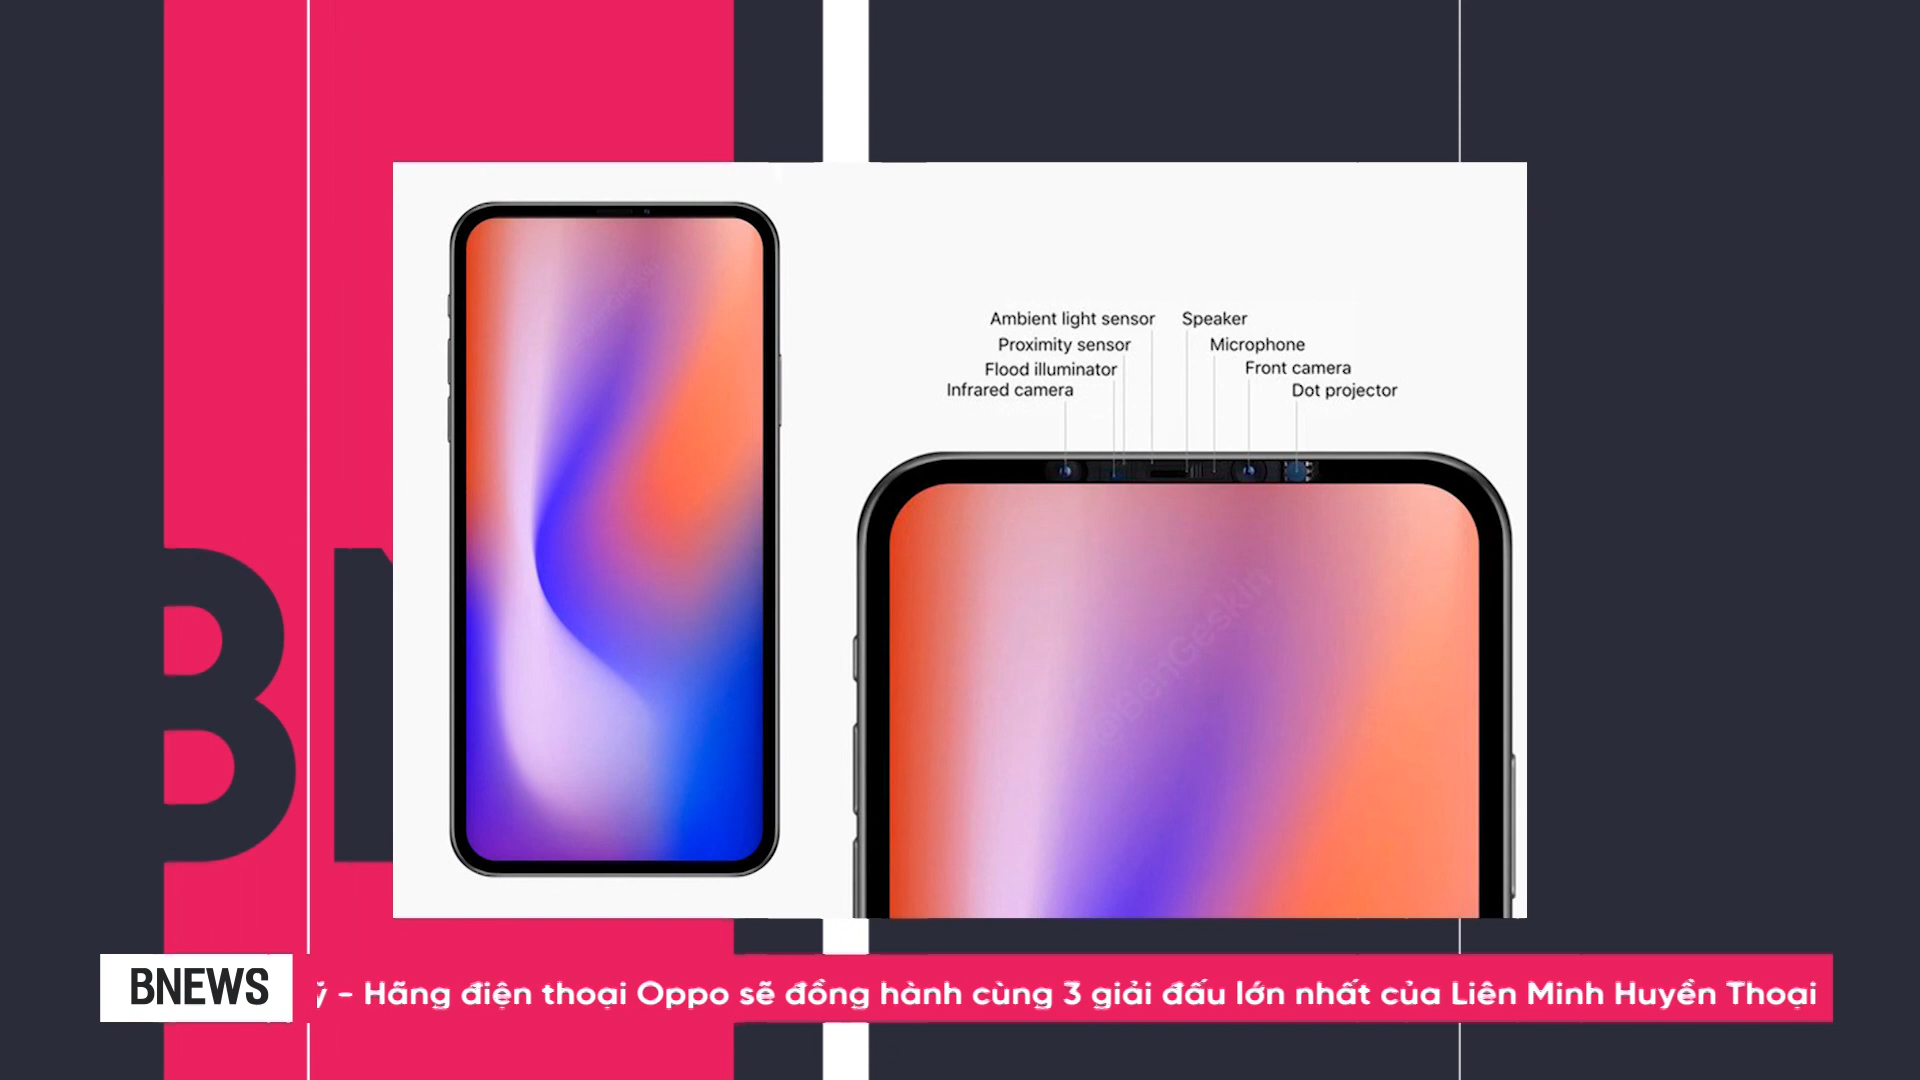 Ambient light sensor
Speaker
Proximity sensor
Microphone
Flood illuminator
Front camera
Infrared camera
Dot projector
@BenGeskin
BNEWS
ỹ - Hãng điện thoại Oppo sẽ đồng hành cùng 3 giải đấu lớn nhất của Liên Minh Huyền Thoại